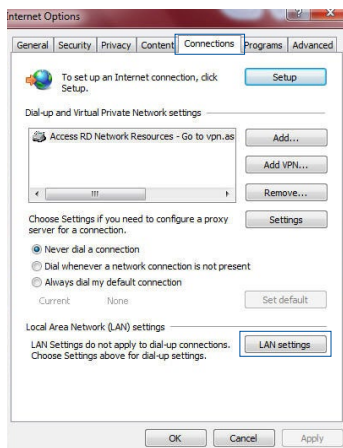 Internet Options
General Security Privacy Content Connections Programs Advanced
To set up an Internet connection, click
Setup.
Setup
Dial-up and Virtual Private Network settings
Access RD Network Resources - Go to vpn.as
Add...
Add VPN...
Remove...
Choose Settings if you need to configure a proxy
server for a connection.
Settings
Never dial a connection
Dial whenever a network connection is not present
Always dial my default connection
Current None
Set default
Local Area Network (LAN) settings
LAN Settings do not apply to dial-up connections.
Choose Settings above for dial-up settings.
LAN settings
OK Cancel Apply